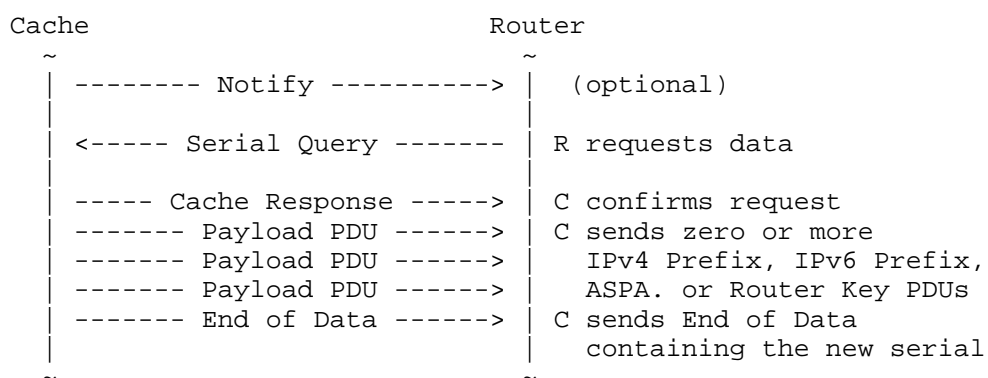 Cache                           Router
  ~                               ~
  | -------- Notify ----------> |  (optional)
  |                               |
  | <----- Serial Query ------- | R requests data
  |                               |
  | ----- Cache Response -----> | C confirms request
  | ------- Payload PDU ------> | C sends zero or more
  | ------- Payload PDU ------> |   IPv4 Prefix, IPv6 Prefix,
  | ------- Payload PDU ------> |   ASPA. or Router Key PDUs
  | ------- End of Data ------> | C sends End of Data
  |                               |   containing the new serial
  ~                               ~